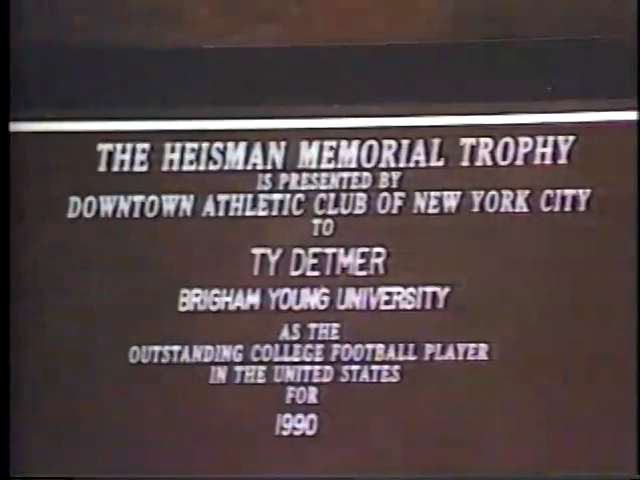 THE HEISMAN MEMORIAL TROPHY
IS PRESENTED BY
DOWNTOWN ATHLETIC CLUB OF NEW YORK CITY
TO
TY DETMER
BRIGHAM YOUNG UNIVERSITY
AS THE
OUTSTANDING COLLEGE FOOTBALL PLAYER
IN THE UNITED STATES
FOR
1990